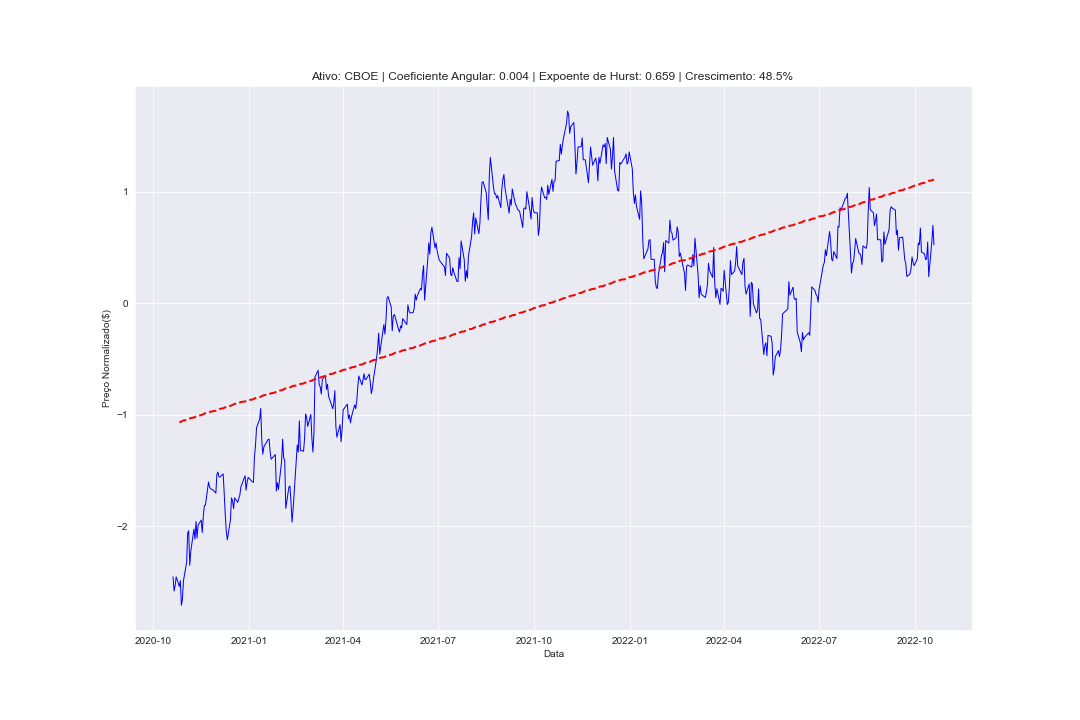 Ativo: CBOE | Coeficiente Angular: 0.004 | Expoente de Hurst: 0.659 | Crescimento: 48.5%
Preço Normalizado($)
1
0
−1
−2
2020-10 2021-01 2021-04 2021-07 2021-10 2022-01 2022-04 2022-07 2022-10
Data